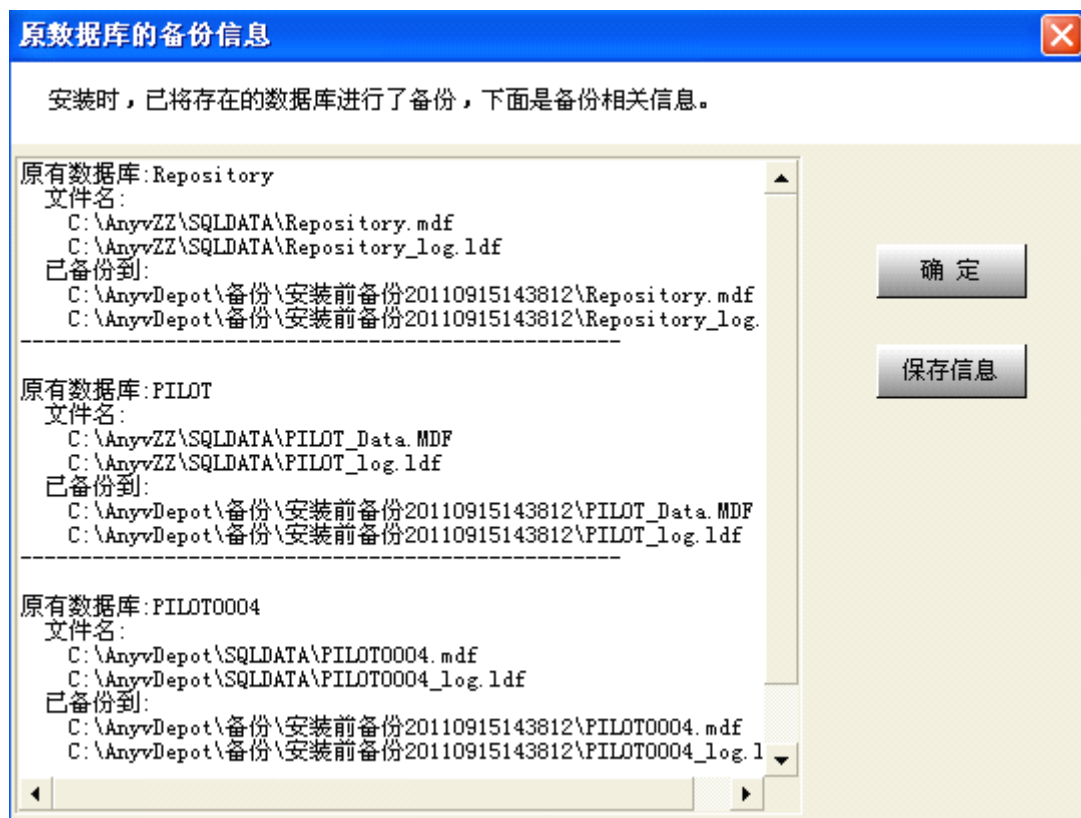 原数据库的备份信息
安装时，已将存在的数据库进行了备份，下面是备份相关信息。
原有数据库:Repository
文件名:
C:\AnyvZZ\SQLDATA\Repository.mdf
C:\AnyvZZ\SQLDATA\Repository_log.ldf
已备份到:
C:\AnyvDepot\备份\安装前备份20110915143812\Repository.mdf
C:\AnyvDepot\备份\安装前备份20110915143812\Repository_log.
------------------------------------------------
原有数据库:PILOT
文件名:
C:\AnyvZZ\SQLDATA\PILOT_Data.MDF
C:\AnyvZZ\SQLDATA\PILOT_log.ldf
已备份到:
C:\AnyvDepot\备份\安装前备份20110915143812\PILOT_Data.MDF
C:\AnyvDepot\备份\安装前备份20110915143812\PILOT_log.ldf
------------------------------------------------
原有数据库:PILOT0004
文件名:
C:\AnyvDepot\SQLDATA\PILOT0004.mdf
C:\AnyvDepot\SQLDATA\PILOT0004_log.ldf
已备份到:
C:\AnyvDepot\备份\安装前备份20110915143812\PILOT0004.mdf
C:\AnyvDepot\备份\安装前备份20110915143812\PILOT0004_log.l
确 定
保存信息